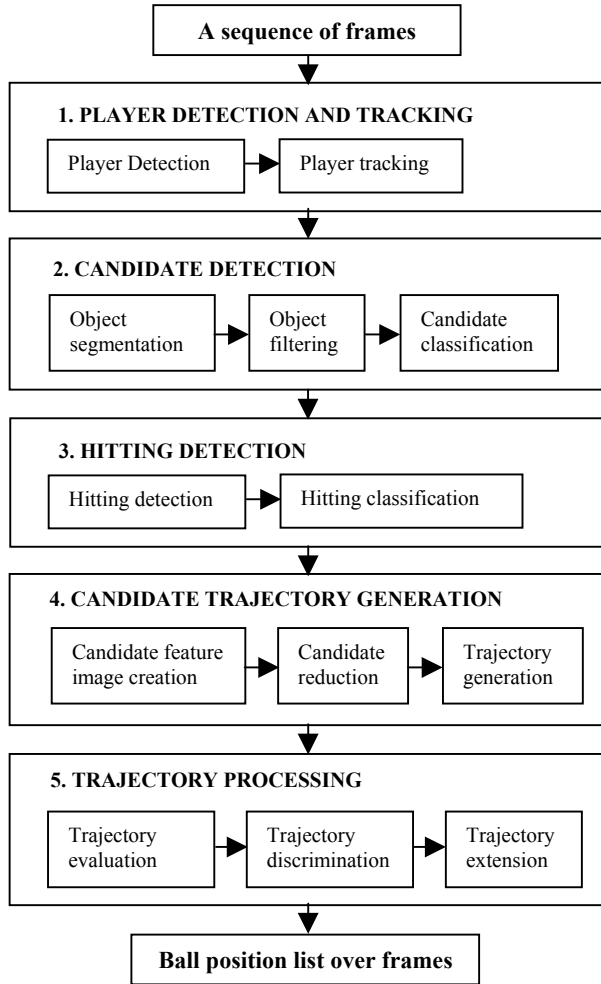 A sequence of frames
1. PLAYER DETECTION AND TRACKING
Player Detection
Player tracking
2. CANDIDATE DETECTION
Object
segmentation
Object
filtering
Candidate
classification
3. HITTING DETECTION
Hitting detection
Hitting classification
4. CANDIDATE TRAJECTORY GENERATION
Candidate feature
image creation
Candidate
reduction
Trajectory
generation
5. TRAJECTORY PROCESSING
Trajectory
evaluation
Trajectory
discrimination
Trajectory
extension
Ball position list over frames